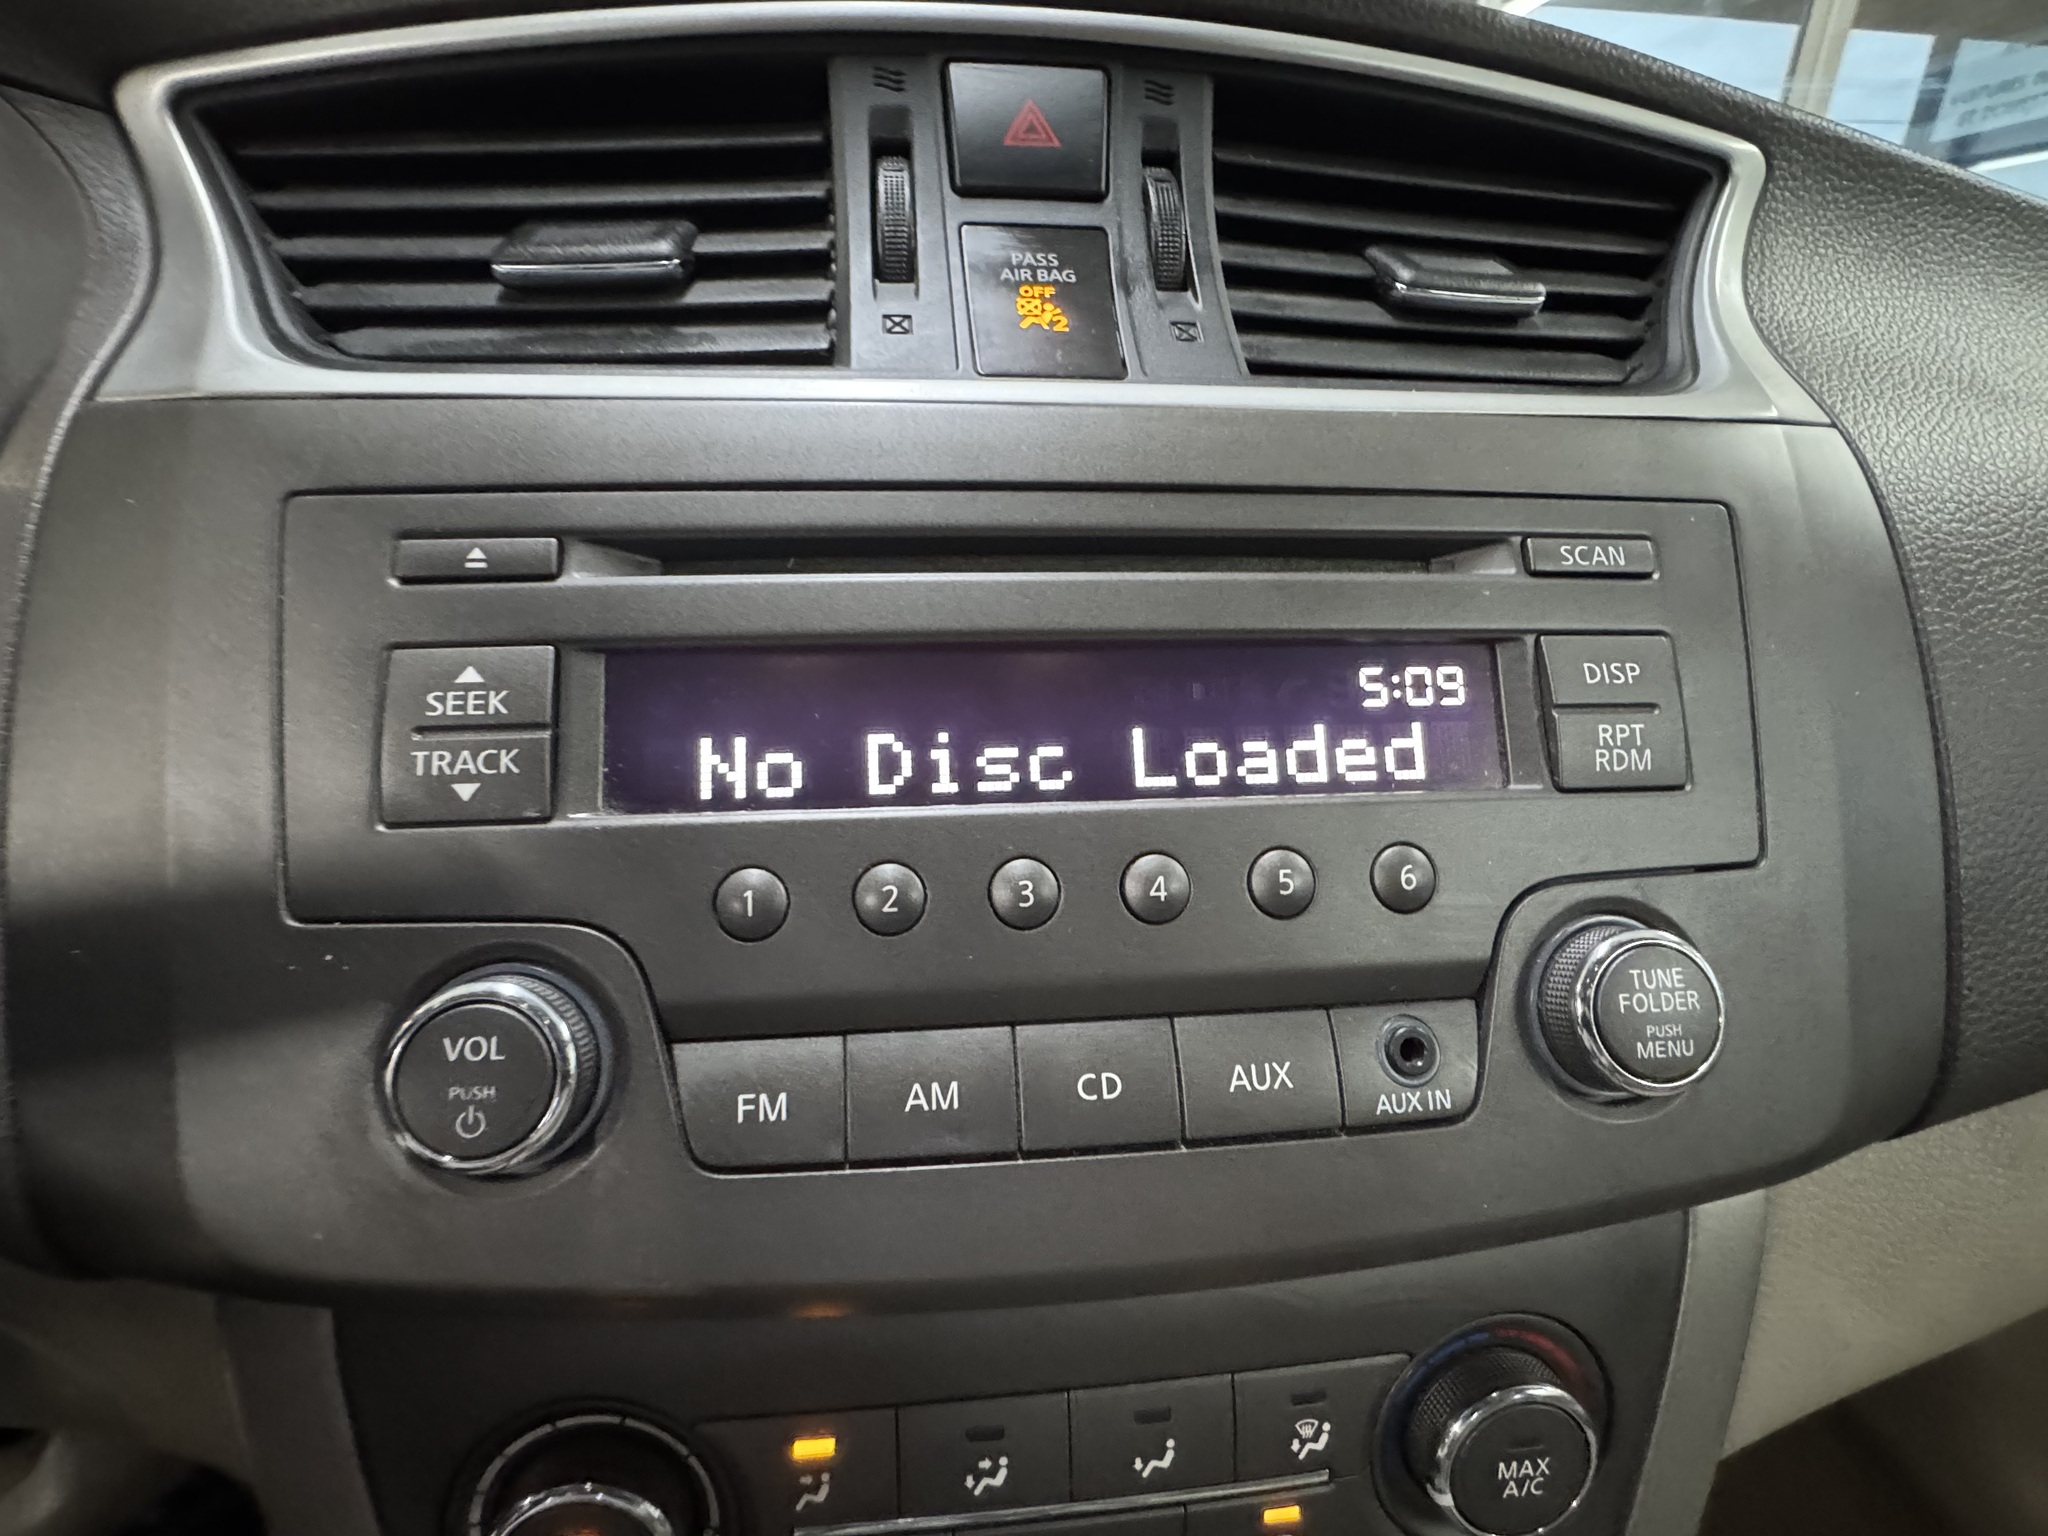 PASS
AIR BAG
OFF
2
SCAN
SEEK
TRACK
5:09
No Disc Loaded
DISP
RPT
RDM
1 2 3 4 5 6
VOL
PUSH
FM AM CD AUX
AUX IN
TUNE
FOLDER
PUSH
MENU
MAX
A/C